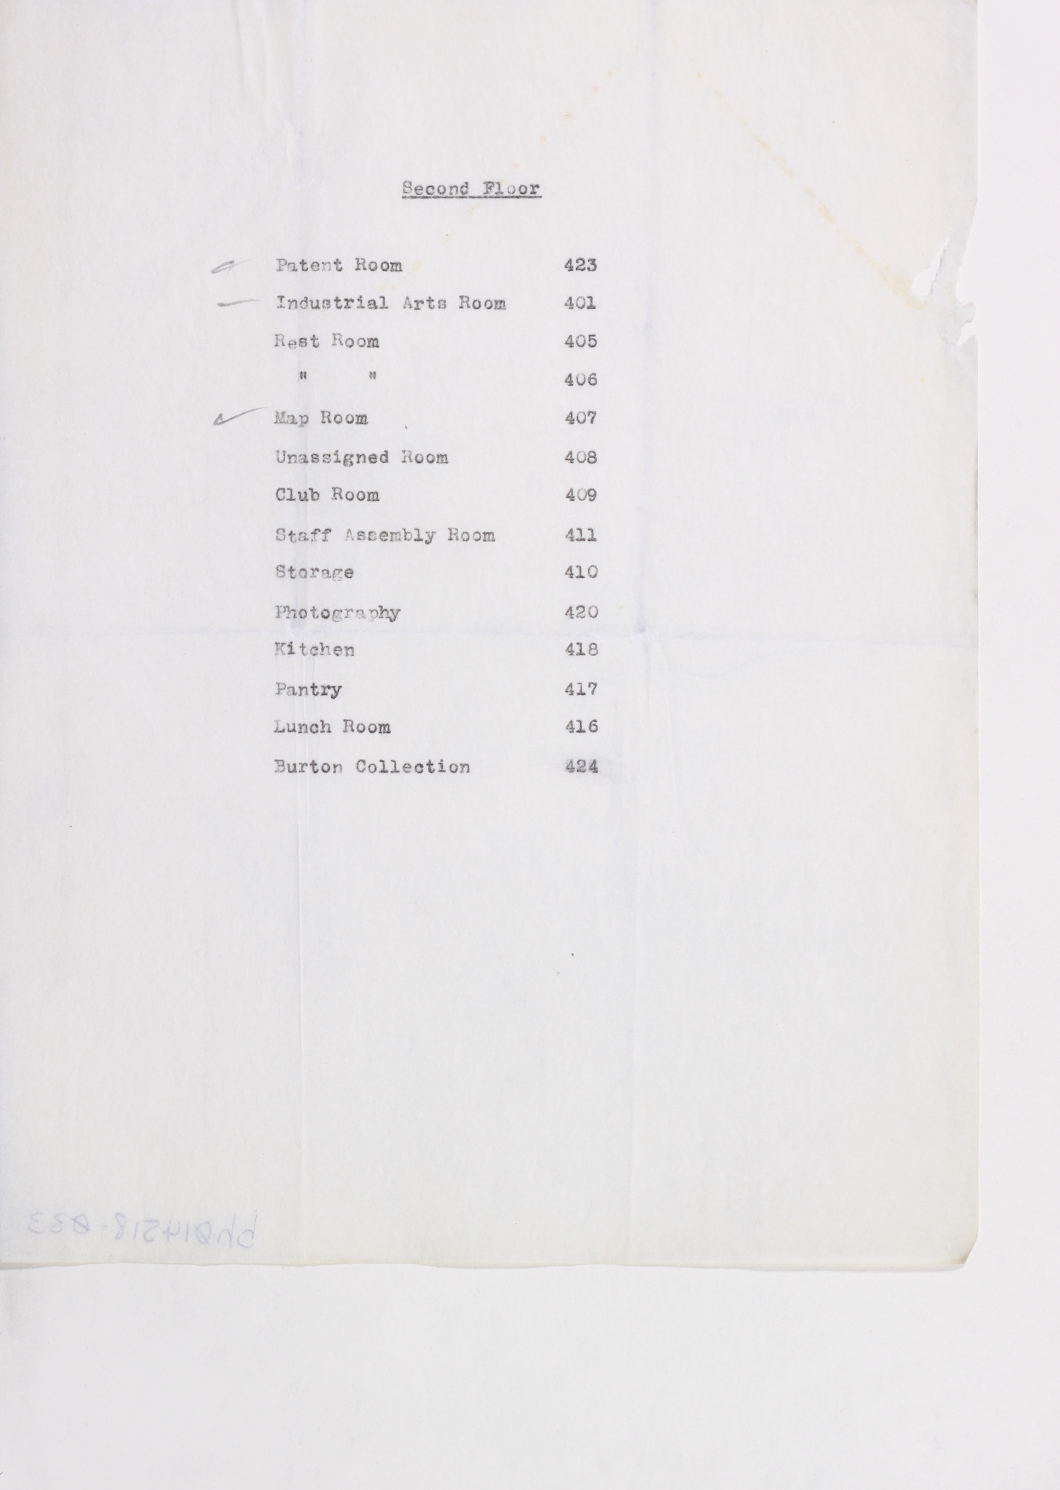 Second Floor
Patent Room 423
Industrial Arts Room 401
Rest Room 405
" " 406
Map Room 407
Unassigned Room 408
Club Room 409
Staff Assembly Room 411
Storage 410
Photography 420
Kitchen 418
Pantry 417
Lunch Room 416
Burton Collection 424